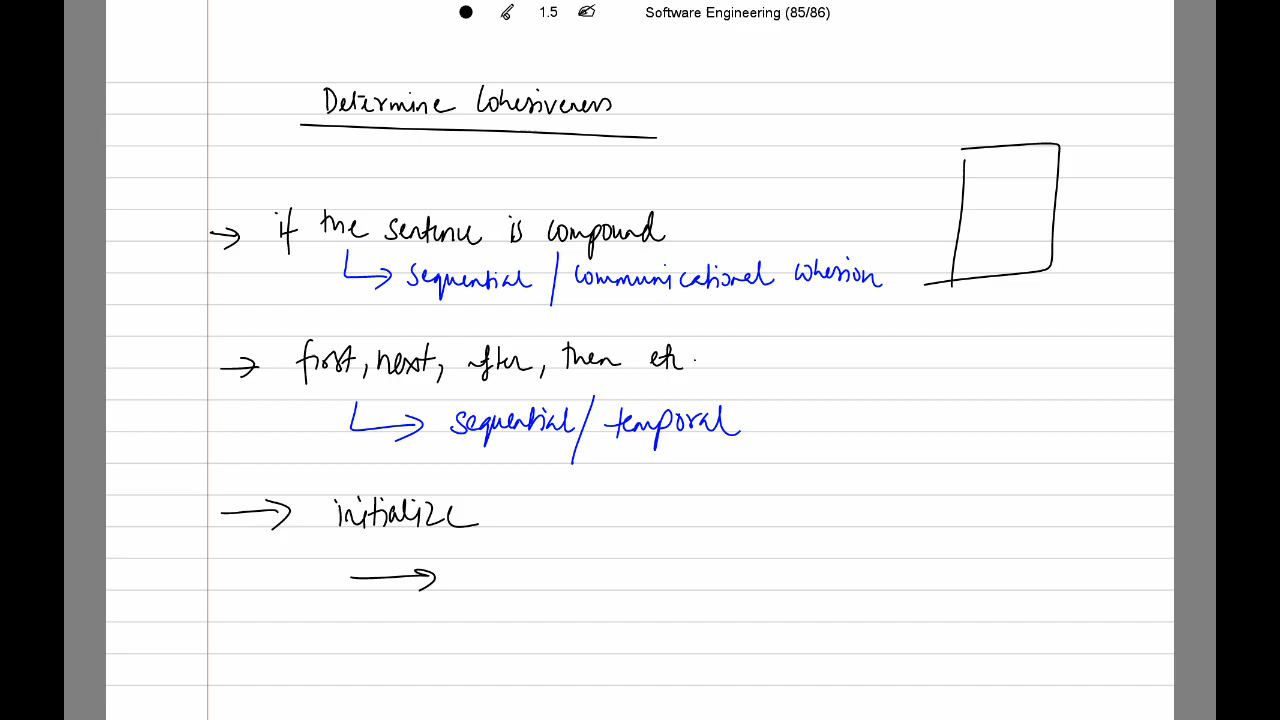 1.5 Software Engineering (85/86)
Determine Cohesiveness
→ if the sentence is compound
↳ sequential / communicational cohesion
→ first, next, after, then etc.
↳ sequential / temporal
→ initialize
→